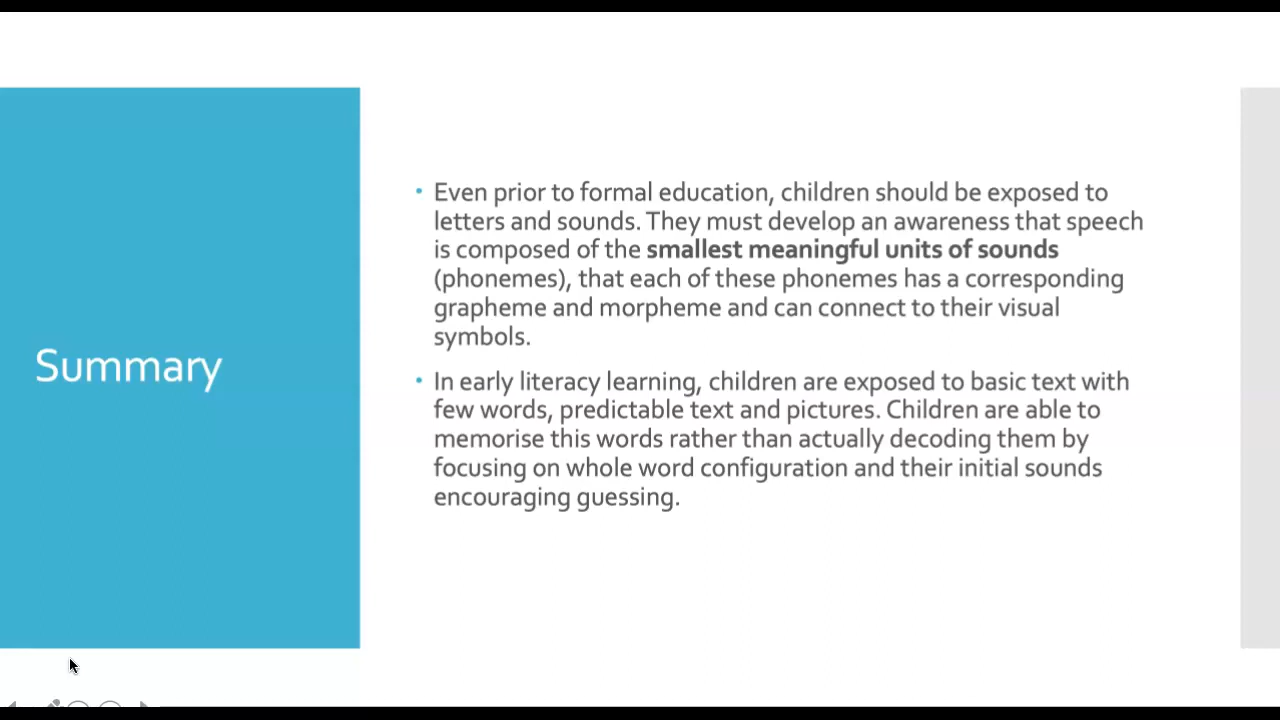 Summary
• Even prior to formal education, children should be exposed to
letters and sounds. They must develop an awareness that speech
is composed of the smallest meaningful units of sounds
(phonemes), that each of these phonemes has a corresponding
grapheme and morpheme and can connect to their visual
symbols.
• In early literacy learning, children are exposed to basic text with
few words, predictable text and pictures. Children are able to
memorise this words rather than actually decoding them by
focusing on whole word configuration and their initial sounds
encouraging guessing.